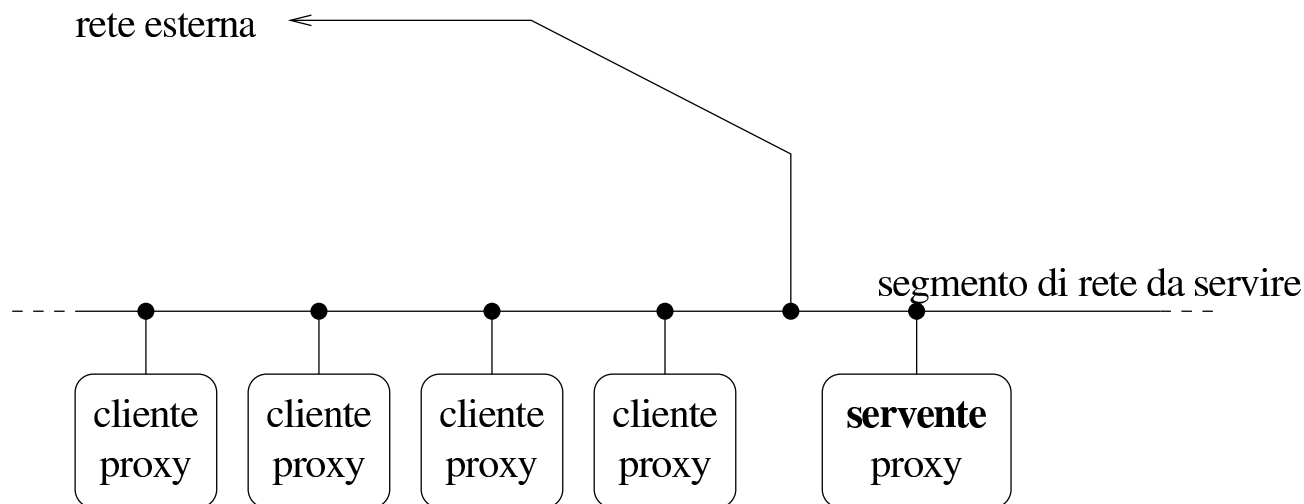 rete esterna
segmento di rete da servire
cliente
proxy
cliente
proxy
cliente
proxy
cliente
proxy
servente
proxy